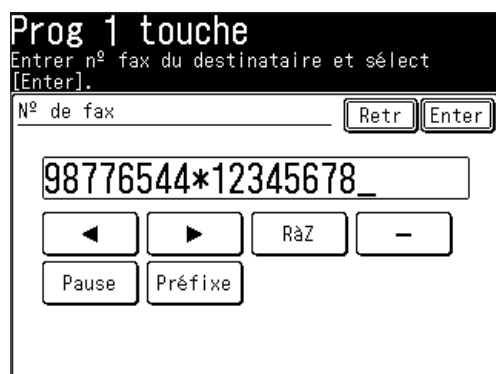 Prog 1 touche
Entrer nº fax du destinataire et sélect
[Enter].
Nº de fax Retr Enter
98776544*12345678_
◄ ► RàZ –
Pause Préfixe